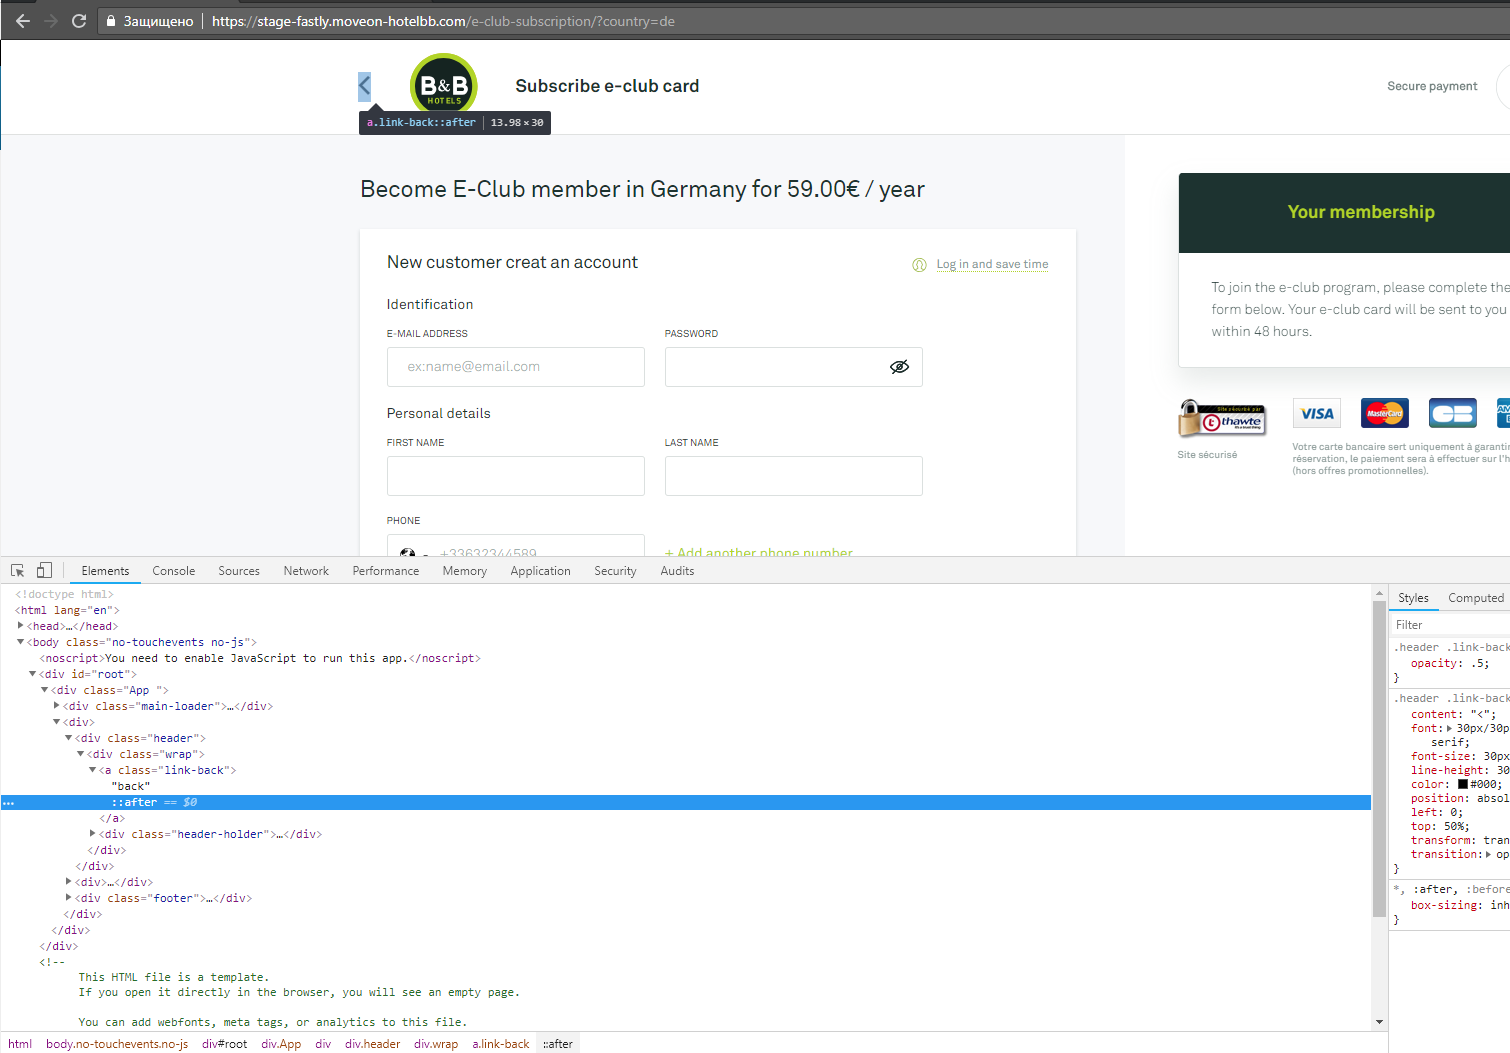 Защищено | https://stage-fastly.moveon-hotelbb.com/e-club-subscription/?country=de
B&B
HOTELS
Subscribe e-club card
Secure payment
a.link-back::after | 13.98 × 30
Become E-Club member in Germany for 59.00€ / year
Your membership
New customer creat an account
Log in and save time
To join the e-club program, please complete the
form below. Your e-club card will be sent to you
within 48 hours.
Identification
E-MAIL ADDRESS
PASSWORD
ex:name@email.com
Personal details
FIRST NAME
LAST NAME
Site sécurisé par
thawte
VISA
MasterCard
CB
AM
Site sécurisé
Votre carte bancaire sert uniquement à garantir
réservation, le paiement sera à effectuer sur l'h
(hors offres promotionnelles).
PHONE
+33632344589
+ Add another phone number
Elements Console Sources Network Performance Memory Application Security Audits
<!doctype html>
<html lang="en">
<head>…</head>
<body class="no-touchevents no-js">
<noscript>You need to enable JavaScript to run this app.</noscript>
<div id="root">
<div class="App ">
<div class="main-loader">…</div>
<div>
<div class="header">
<div class="wrap">
<a class="link-back">
"back"
... ::after == $0
</a>
<div class="header-holder">…</div>
</div>
</div>
<div>…</div>
<div class="footer">…</div>
</div>
</div>
</div>
<!--
This HTML file is a template.
If you open it directly in the browser, you will see an empty page.
You can add webfonts, meta tags, or analytics to this file.
Styles Computed
Filter
.header .link-back
opacity: .5;
}
.header .link-back
content: "<";
font: 30px/30p
serif;
font-size: 30px
line-height: 30
color: #000;
position: absol
left: 0;
top: 50%;
transform: tran
transition: op
}
*, :after, :before
box-sizing: inh
}
html body.no-touchevents.no-js div#root div.App div div.header div.wrap a.link-back ::after